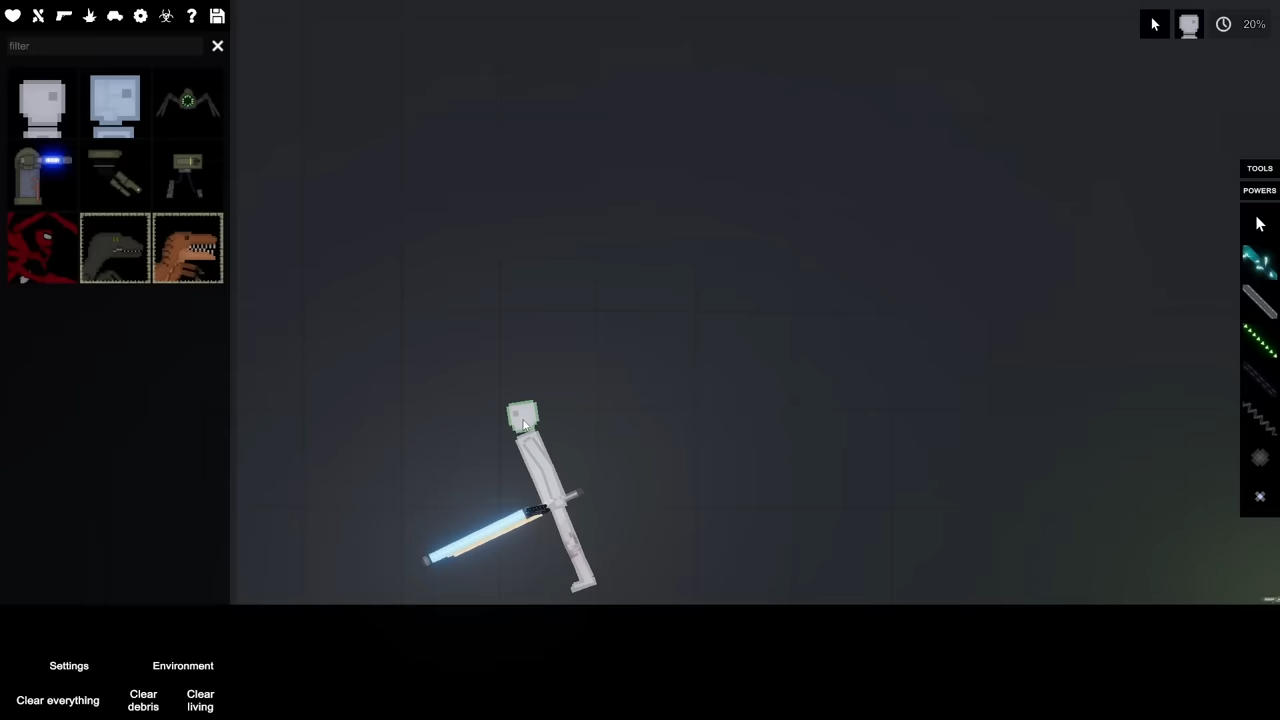 filter
20%
TOOLS
POWERS
Settings
Environment
Clear everything
Clear
debris
Clear
living